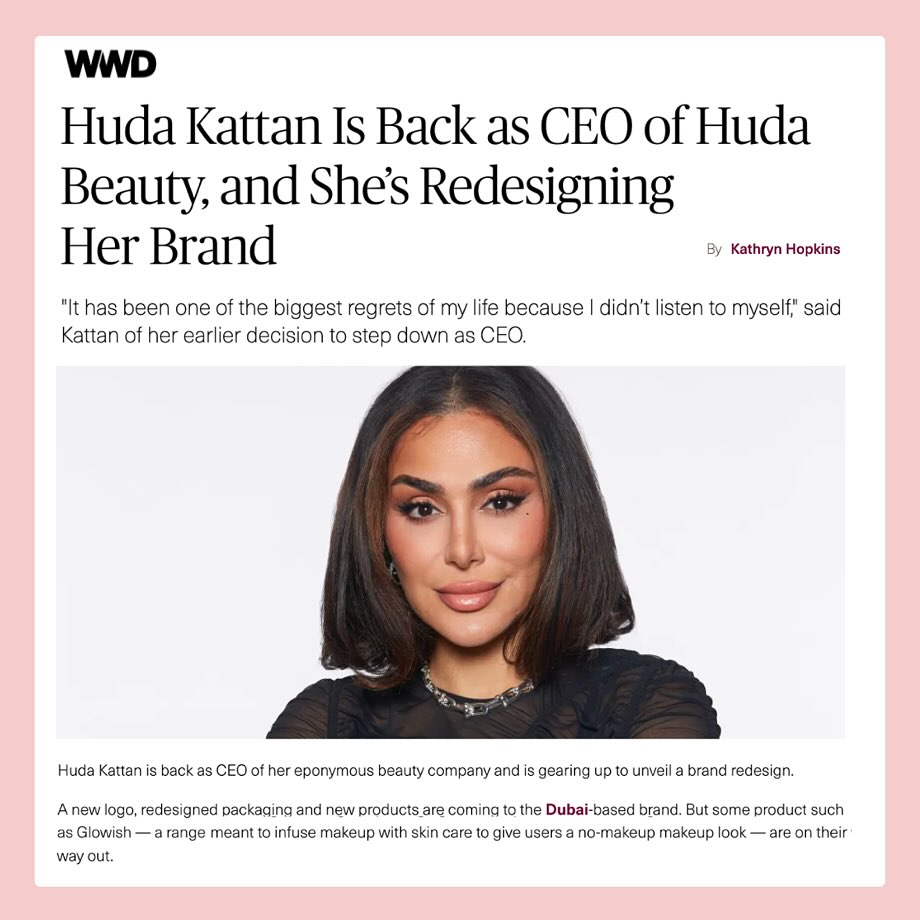 WWD
Huda Kattan Is Back as CEO of Huda
Beauty, and She’s Redesigning
Her Brand
By Kathryn Hopkins
"It has been one of the biggest regrets of my life because I didn’t listen to myself," said
Kattan of her earlier decision to step down as CEO.
Huda Kattan is back as CEO of her eponymous beauty company and is gearing up to unveil a brand redesign.
A new logo, redesigned packaging and new products are coming to the Dubai-based brand. But some product such
as Glowish — a range meant to infuse makeup with skin care to give users a no-makeup makeup look — are on their
way out.